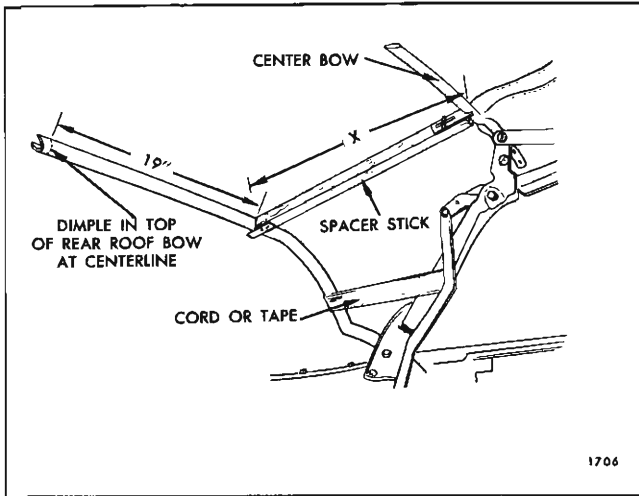 CENTER BOW
X
19"
SPACER STICK
DIMPLE IN TOP
OF REAR ROOF BOW
AT CENTERLINE
CORD OR TAPE
1706